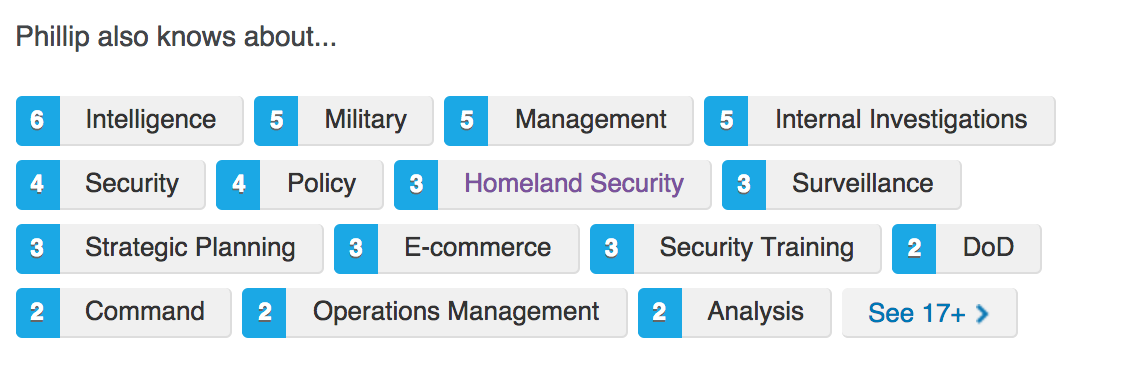 Phillip also knows about...
6 Intelligence 5 Military 5 Management 5 Internal Investigations
4 Security 4 Policy 3 Homeland Security 3 Surveillance
3 Strategic Planning 3 E-commerce 3 Security Training 2 DoD
2 Command 2 Operations Management 2 Analysis See 17+ >